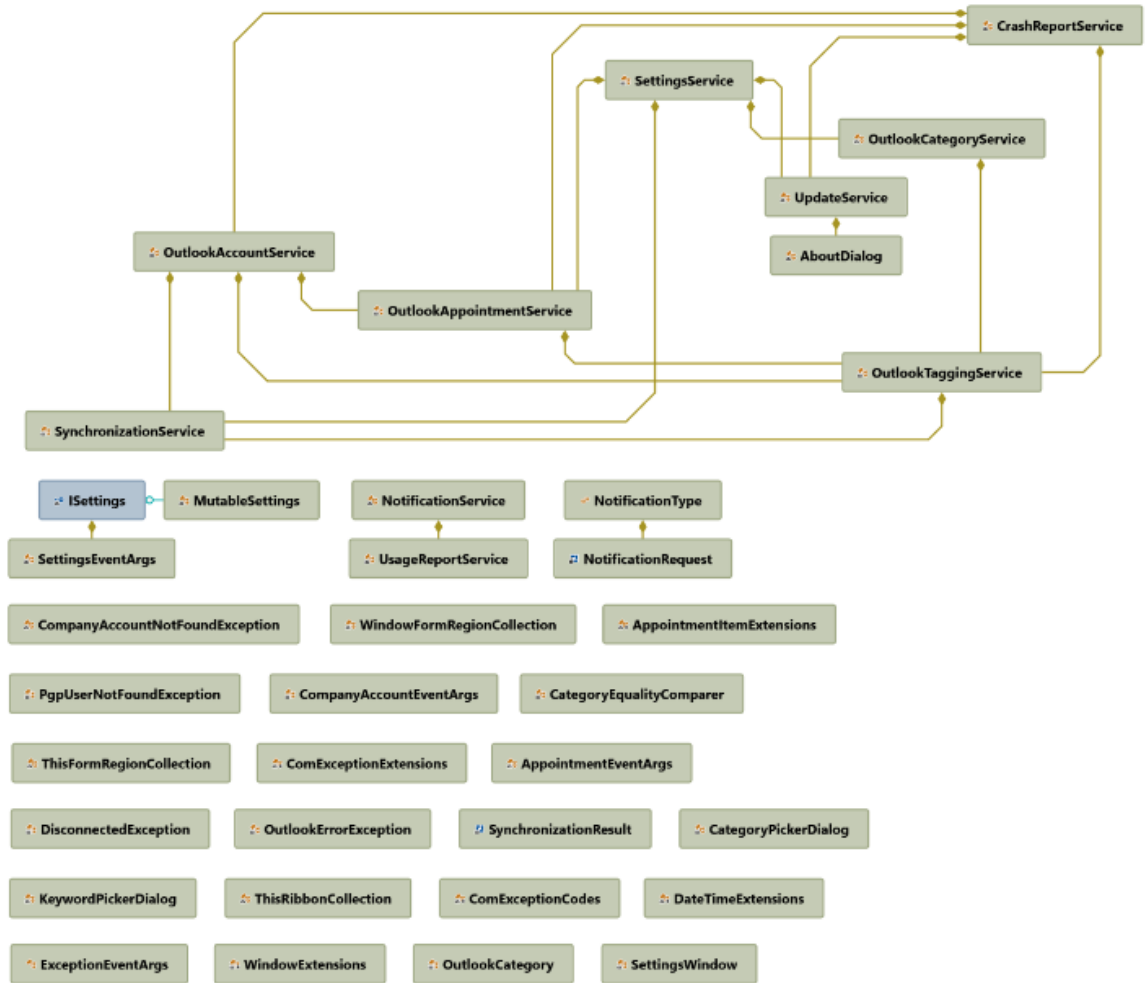 CrashReportService
SettingsService
OutlookCategoryService
UpdateService
OutlookAccountService
AboutDialog
OutlookAppointmentService
OutlookTaggingService
SynchronizationService
ISettings
MutableSettings
NotificationService
NotificationType
SettingsEventArgs
UsageReportService
NotificationRequest
CompanyAccountNotFoundException
WindowFormRegionCollection
AppointmentItemExtensions
PgpUserNotFoundException
CompanyAccountEventArgs
CategoryEqualityComparer
ThisFormRegionCollection
ComExceptionExtensions
AppointmentEventArgs
DisconnectedException
OutlookErrorException
SynchronizationResult
CategoryPickerDialog
KeywordPickerDialog
ThisRibbonCollection
ComExceptionCodes
DateTimeExtensions
ExceptionEventArgs
WindowExtensions
OutlookCategory
SettingsWindow